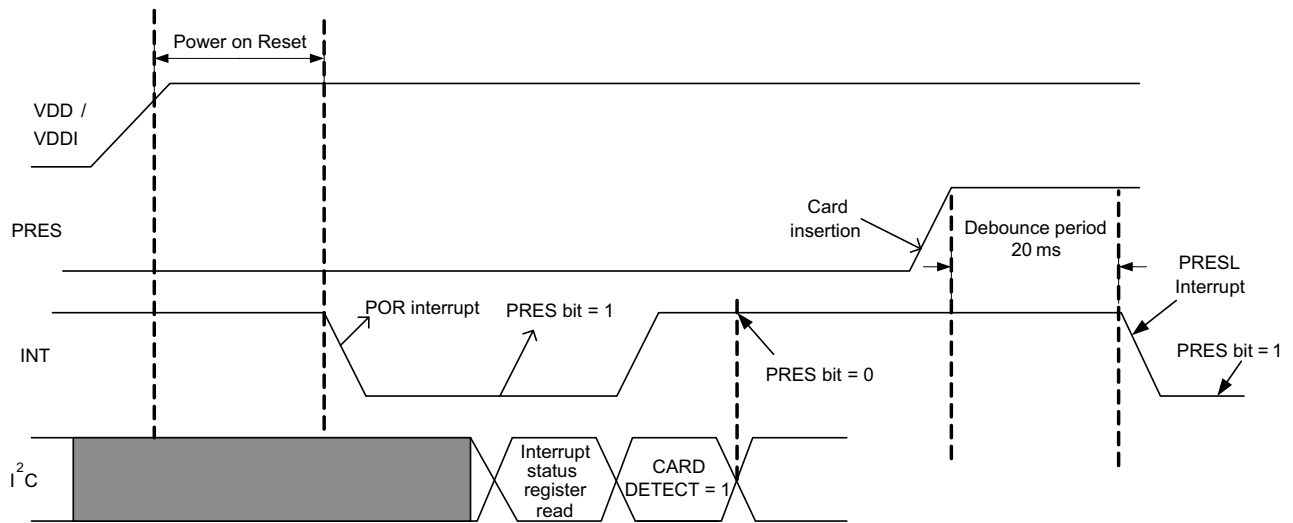 Power on Reset
VDD /
VDDI
PRES
Card
insertion
Debounce period
20 ms
PRESL
Interrupt
INT
POR interrupt
PRES bit = 1
PRES bit = 0
PRES bit = 1
I2C
Interrupt
status
register
read
CARD
DETECT = 1